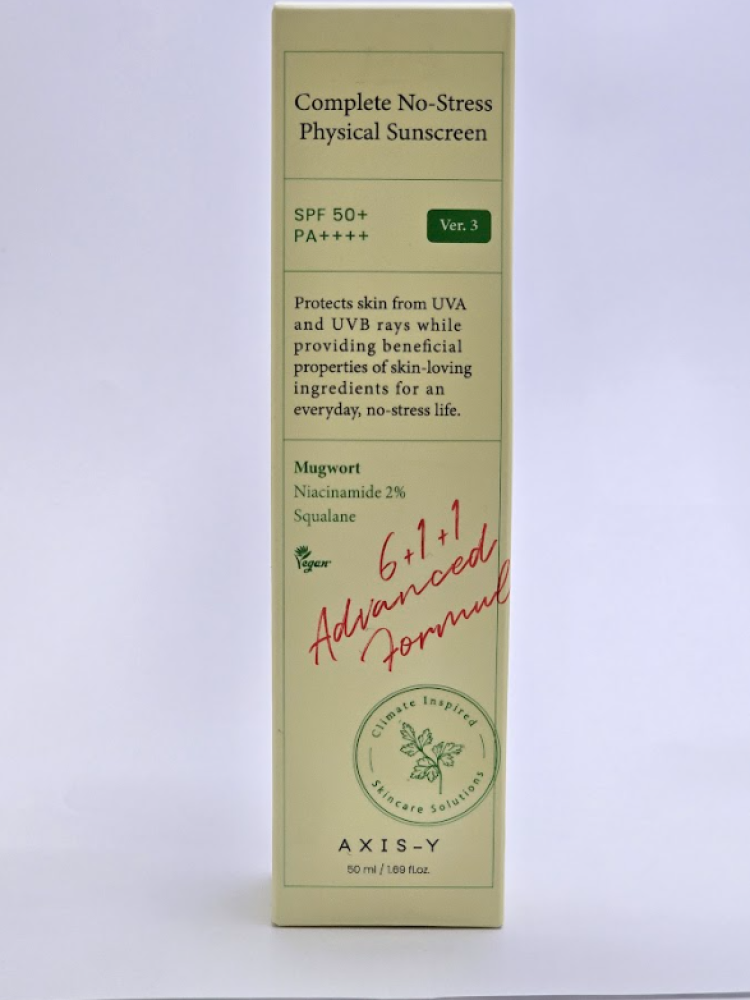 Complete No-Stress
Physical Sunscreen
SPF 50+
PA++++
Ver. 3
Protects skin from UVA
and UVB rays while
providing beneficial
properties of skin-loving
ingredients for an
everyday, no-stress life.
Mugwort
Niacinamide 2%
Squalane
Vegan
6+1+1
Advanced
Formul
Climate Inspired
Skincare Solutions
AXIS-Y
50 ml / 1.69 fl.oz.